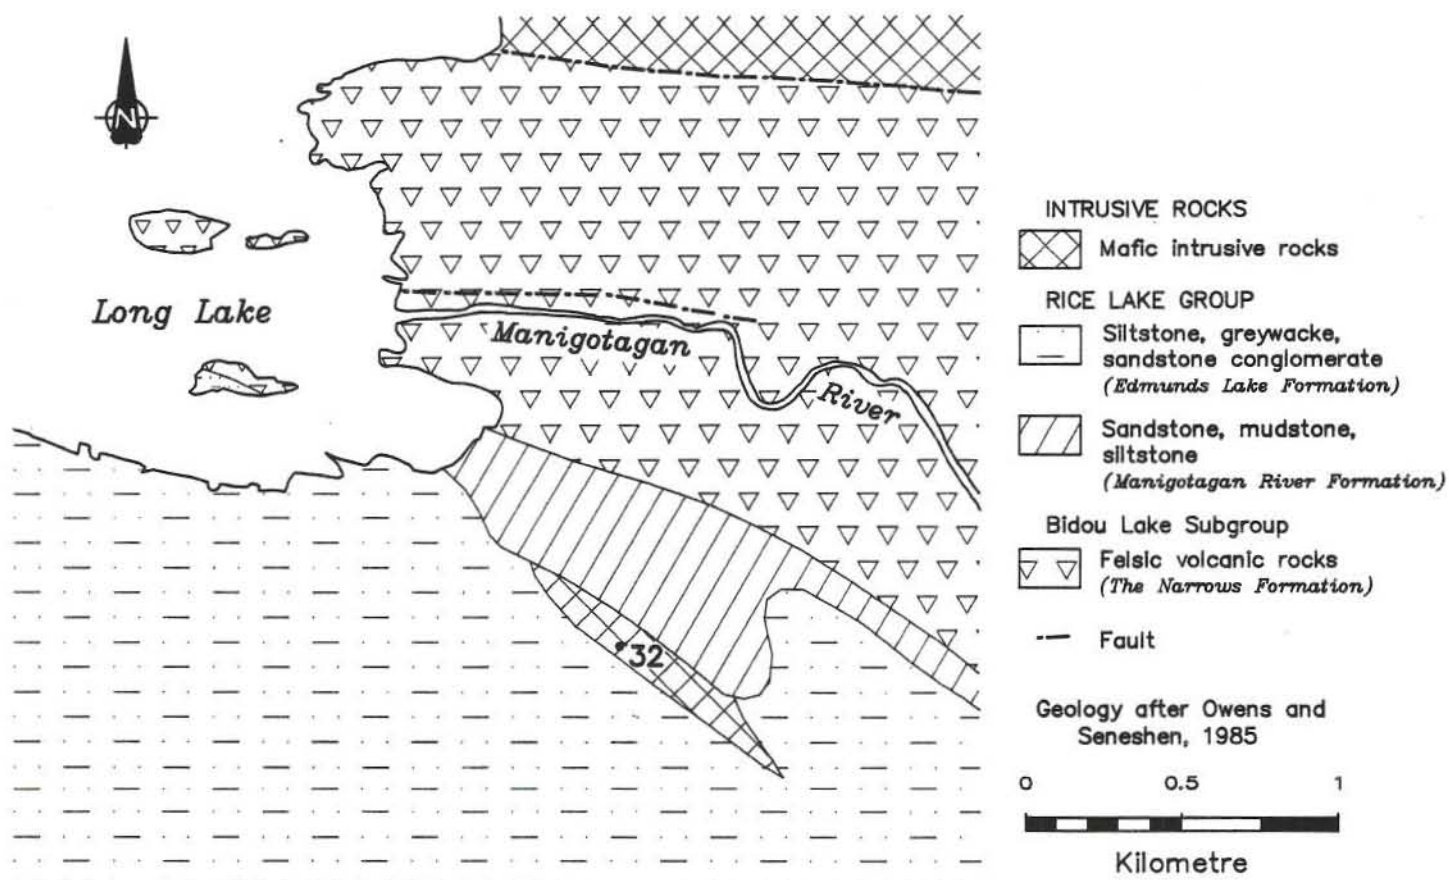 N
Long Lake
Manigotagan
River
32
INTRUSIVE ROCKS
Mafic intrusive rocks
RICE LAKE GROUP
Siltstone, greywacke,
sandstone conglomerate
(Edmunds Lake Formation)
Sandstone, mudstone,
siltstone
(Manigotagan River Formation)
Bidou Lake Subgroup
Felsic volcanic rocks
(The Narrows Formation)
Fault
Geology after Owens and
Seneshen, 1985
0 0.5 1
Kilometre